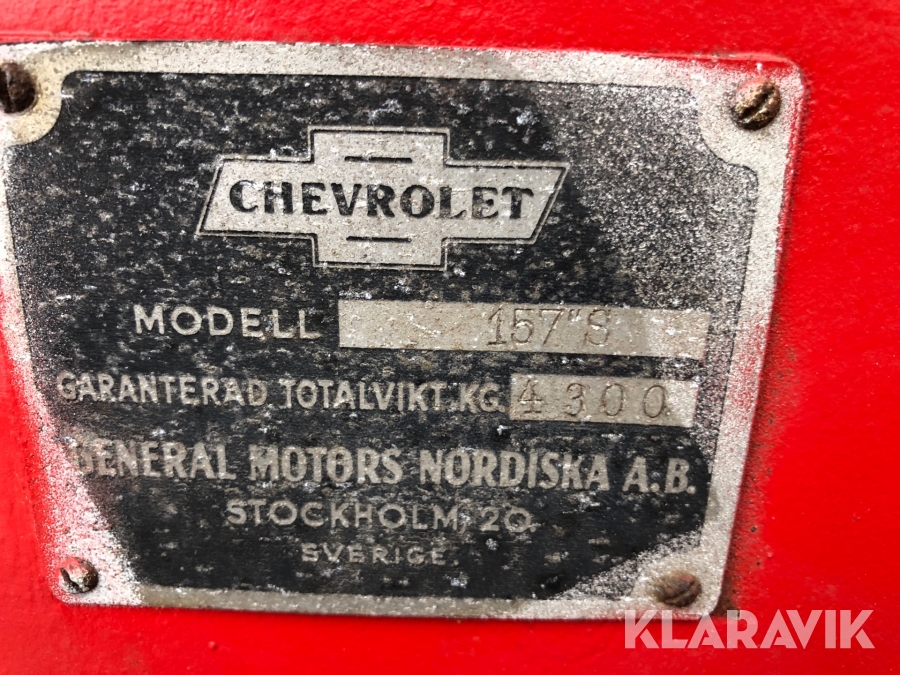 CHEVROLET
MODELL 157"S
GARANTERAD TOTALVIKT KG. 4300
GENERAL MOTORS NORDISKA A.B.
STOCKHOLM 20
SVERIGE.
KLARAVIK